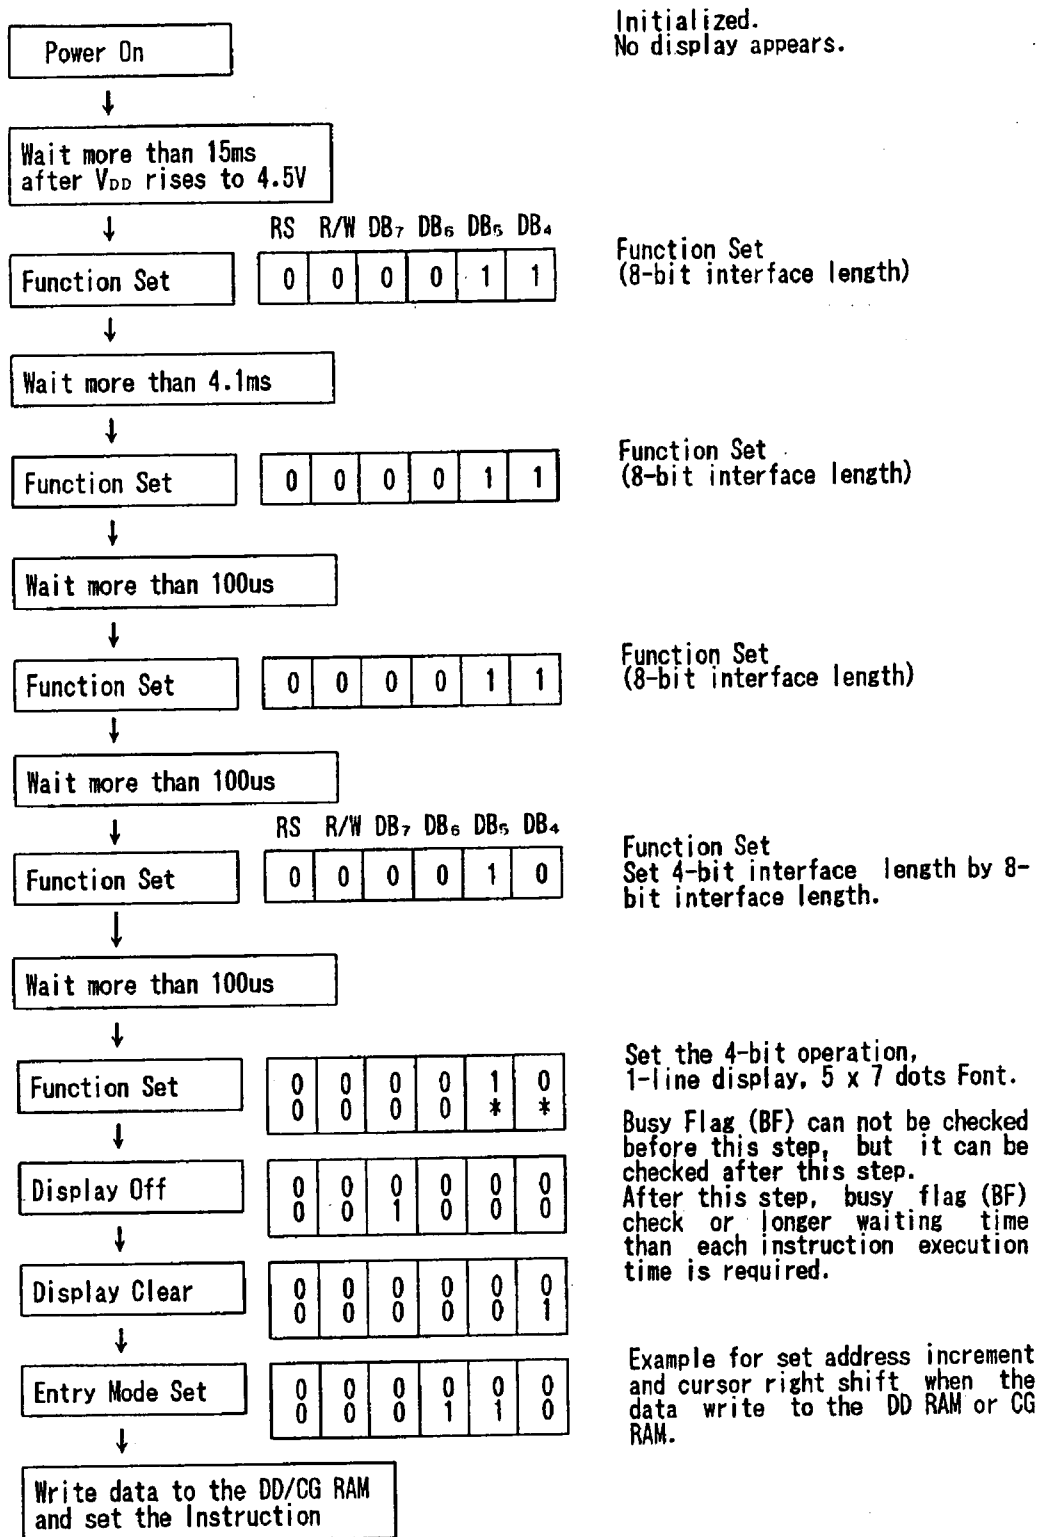 Power On
Initialized.
No display appears.
↓
Wait more than 15ms
after VDD rises to 4.5V
↓
RS R/W DB7 DB6 DB5 DB4
Function Set
0 0 0 0 1 1
Function Set
(8-bit interface length)
↓
Wait more than 4.1ms
↓
Function Set
0 0 0 0 1 1
Function Set
(8-bit interface length)
↓
Wait more than 100us
↓
Function Set
0 0 0 0 1 1
Function Set
(8-bit interface length)
↓
Wait more than 100us
↓
RS R/W DB7 DB6 DB5 DB4
Function Set
0 0 0 0 1 0
Function Set
Set 4-bit interface length by 8-
bit interface length.
↓
Wait more than 100us
↓
Function Set
0 0 0 0 1 0
0 0 0 0 * *
Set the 4-bit operation,
1-line display, 5 x 7 dots Font.
Busy Flag (BF) can not be checked
before this step, but it can be
checked after this step.
After this step, busy flag (BF)
check or longer waiting time
than each instruction execution
time is required.
↓
Display Off
0 0 0 0 0 0
0 0 1 0 0 0
↓
Display Clear
0 0 0 0 0 0
0 0 0 0 0 1
↓
Entry Mode Set
0 0 0 0 0 0
0 0 0 1 1 0
Example for set address increment
and cursor right shift when the
data write to the DD RAM or CG
RAM.
↓
Write data to the DD/CG RAM
and set the Instruction